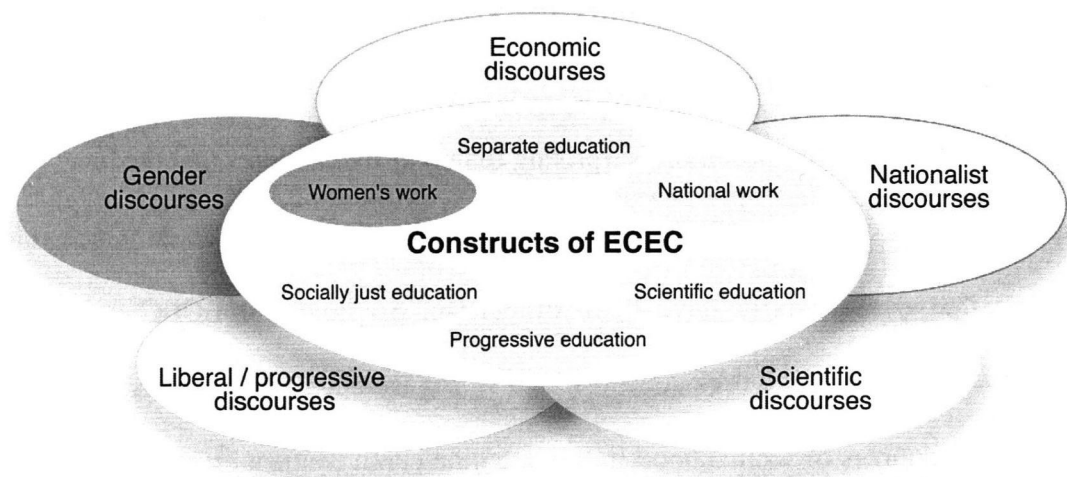 Economic
discourses
Separate education
Gender
discourses
Women's work
National work
Nationalist
discourses
Constructs of ECEC
Socially just education
Scientific education
Progressive education
Liberal / progressive
discourses
Scientific
discourses